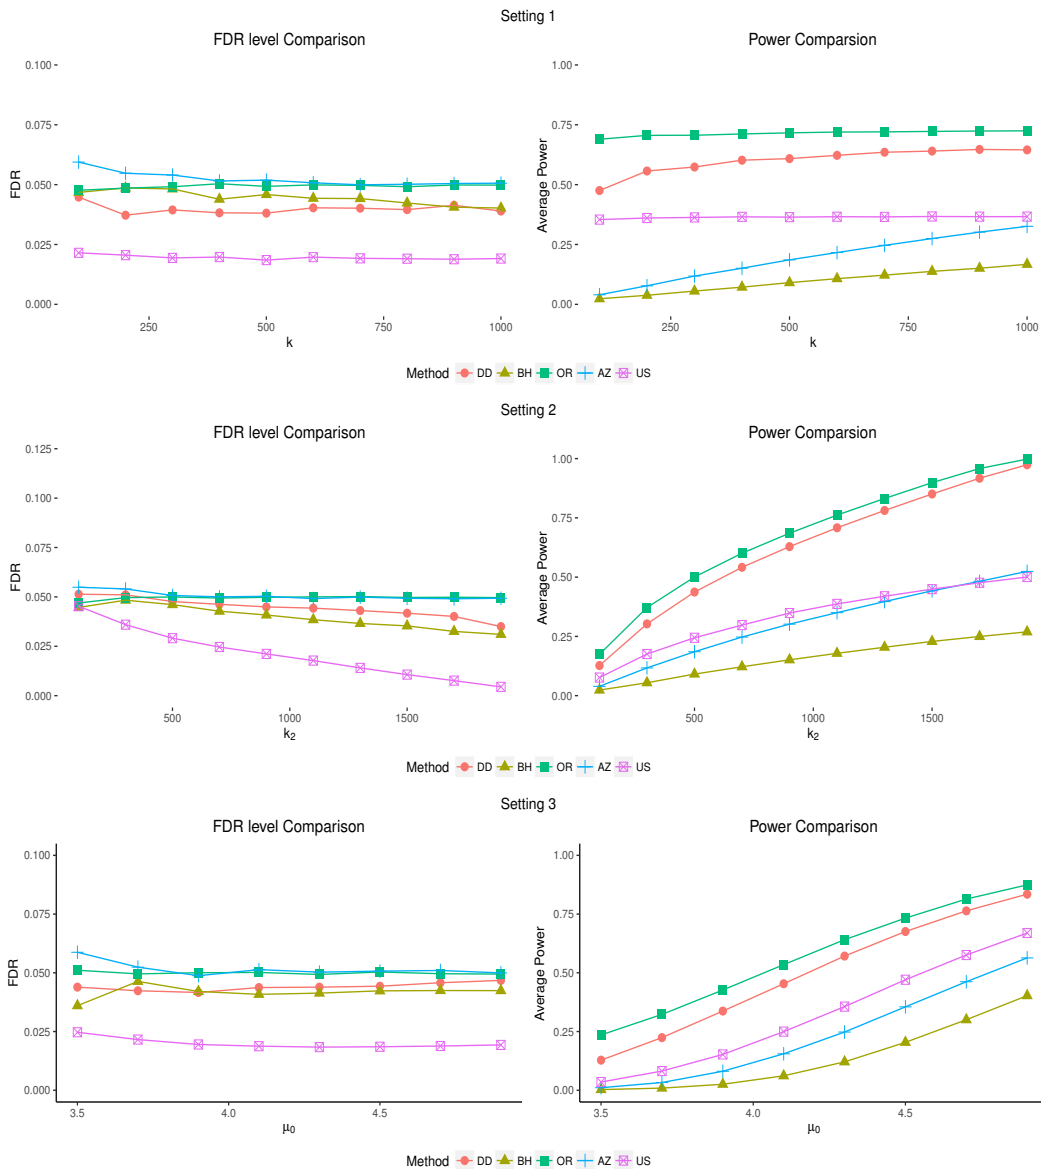 Setting 1
FDR level Comparison
Power Comparsion
0.100
0.075
0.050
0.025
0.000
FDR
250
500
750
1000
k
1.00
0.75
0.50
0.25
0.00
Average Power
250
500
750
1000
k
Method DD BH OR AZ US
Setting 2
FDR level Comparison
Power Comparsion
0.125
0.100
0.075
0.050
0.025
0.000
FDR
500
1000
1500
k₂
1.00
0.75
0.50
0.25
0.00
Average Power
500
1000
1500
k₂
Method DD BH OR AZ US
Setting 3
FDR level Comparison
Power Comparison
0.100
0.075
0.050
0.025
0.000
FDR
3.5
4.0
4.5
μ₀
1.00
0.75
0.50
0.25
0.00
Average Power
3.5
4.0
4.5
μ₀
Method DD BH OR AZ US